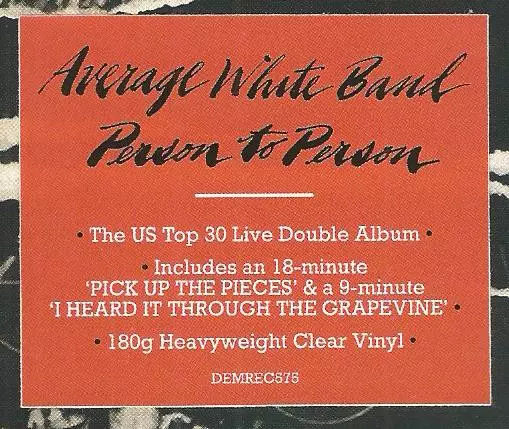 Average White Band
Person to Person
• The US Top 30 Live Double Album •
• Includes an 18-minute
‘PICK UP THE PIECES’ & a 9-minute
‘I HEARD IT THROUGH THE GRAPEVINE’ •
• 180g Heavyweight Clear Vinyl •
DEMREC575